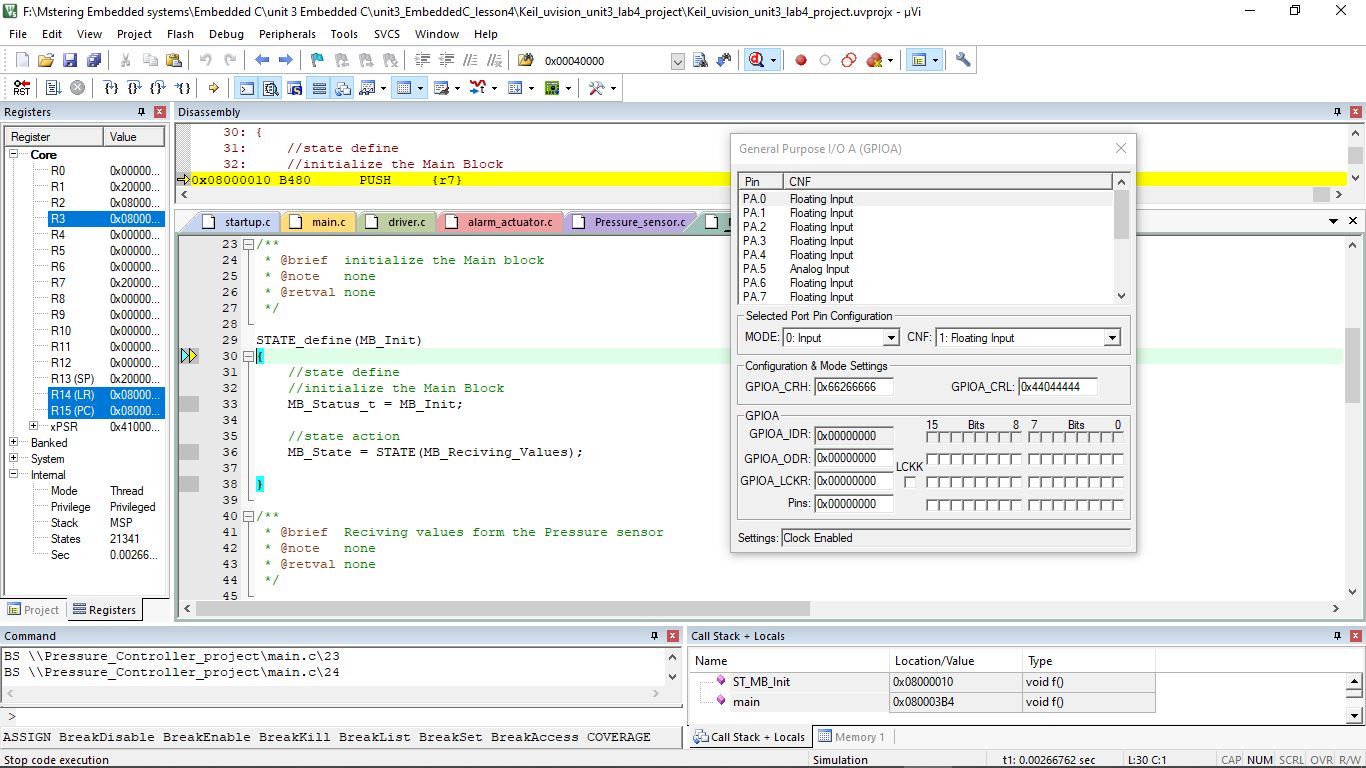 F:\Mstering Embedded systems\Embedded C\unit 3 Embedded C\unit3_EmbededC_lesson4\Keil_uvision_unit3_lab4_project\Keil_uvision_unit3_lab4_project.uvprojx - µVi
File Edit View Project Flash Debug Peripherals Tools SVCS Window Help
0x00040000
RST
Registers
Register Value
Core
R0 0x00000...
R1 0x20000...
R2 0x08000...
R3 0x08000...
R4 0x00000...
R5 0x00000...
R6 0x00000...
R7 0x20000...
R8 0x00000...
R9 0x00000...
R10 0x00000...
R11 0x00000...
R12 0x00000...
R13 (SP) 0x20000...
R14 (LR) 0x08000...
R15 (PC) 0x08000...
xPSR 0x41000...
Banked
System
Internal
Mode Thread
Privilege Privileged
Stack MSP
States 21341
Sec 0.00266...
Project Registers
Disassembly
30: {
31: //state define
32: //initialize the Main Block
0x08000010 B480 PUSH {r7}
startup.c main.c driver.c alarm_actuator.c Pressure_sensor.c
23 /**
24 * @brief initialize the Main block
25 * @note none
26 * @retval none
27 */
28
29 STATE_define(MB_Init)
30 {
31 //state define
32 //initialize the Main Block
33 MB_Status_t = MB_Init;
34
35 //state action
36 MB_State = STATE(MB_Reciving_Values);
37
38 }
39
40 /**
41 * @brief Reciving values form the Pressure sensor
42 * @note none
43 * @retval none
44 */
45
General Purpose I/O A (GPIOA)
Pin CNF
PA.0 Floating Input
PA.1 Floating Input
PA.2 Floating Input
PA.3 Floating Input
PA.4 Floating Input
PA.5 Analog Input
PA.6 Floating Input
PA.7 Floating Input
Selected Port Pin Configuration
MODE: 0: Input CNF: 1: Floating Input
Configuration & Mode Settings
GPIOA_CRH: 0x66266666 GPIOA_CRL: 0x44044444
GPIOA
15 Bits 8 7 Bits 0
GPIOA_IDR: 0x00000000
GPIOA_ODR: 0x00000000
LCKK
GPIOA_LCKR: 0x00000000
Pins: 0x00000000
Settings: Clock Enabled
Command
BS \\Pressure_Controller_project\main.c\23
BS \\Pressure_Controller_project\main.c\24
>
ASSIGN BreakDisable BreakEnable BreakKill BreakList BreakSet BreakAccess COVERAGE
Call Stack + Locals
Name Location/Value Type
ST_MB_Init 0x08000010 void f()
main 0x080003B4 void f()
Call Stack + Locals Memory 1
Stop code execution Simulation t1: 0.00266762 sec L:30 C:1 CAP NUM SCRL OVR R/W